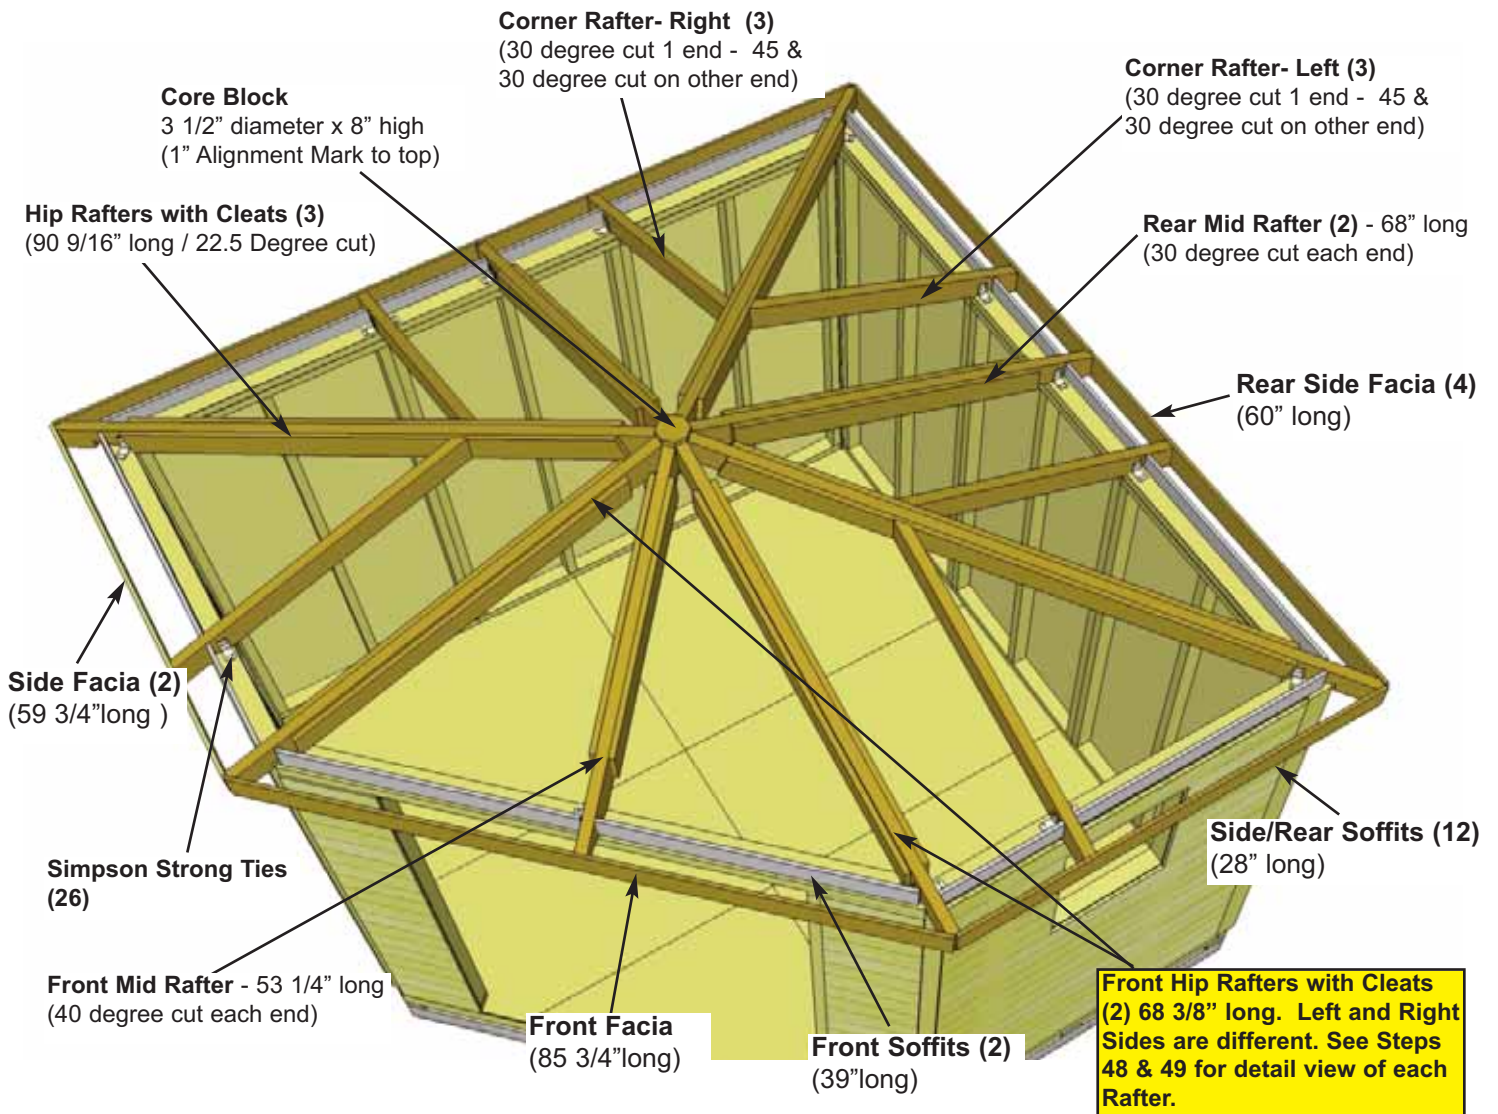 Corner Rafter- Right (3)
(30 degree cut 1 end - 45 &
30 degree cut on other end)
Corner Rafter- Left (3)
(30 degree cut 1 end - 45 &
30 degree cut on other end)
Core Block
3 1/2” diameter x 8” high
(1” Alignment Mark to top)
Hip Rafters with Cleats (3)
(90 9/16” long / 22.5 Degree cut)
Rear Mid Rafter (2) - 68” long
(30 degree cut each end)
Rear Side Facia (4)
(60” long)
Side Facia (2)
(59 3/4”long )
Side/Rear Soffits (12)
(28” long)
Simpson Strong Ties
(26)
Front Mid Rafter - 53 1/4” long
(40 degree cut each end)
Front Facia
(85 3/4”long)
Front Soffits (2)
(39”long)
Front Hip Rafters with Cleats
(2) 68 3/8” long. Left and Right
Sides are different. See Steps
48 & 49 for detail view of each
Rafter.